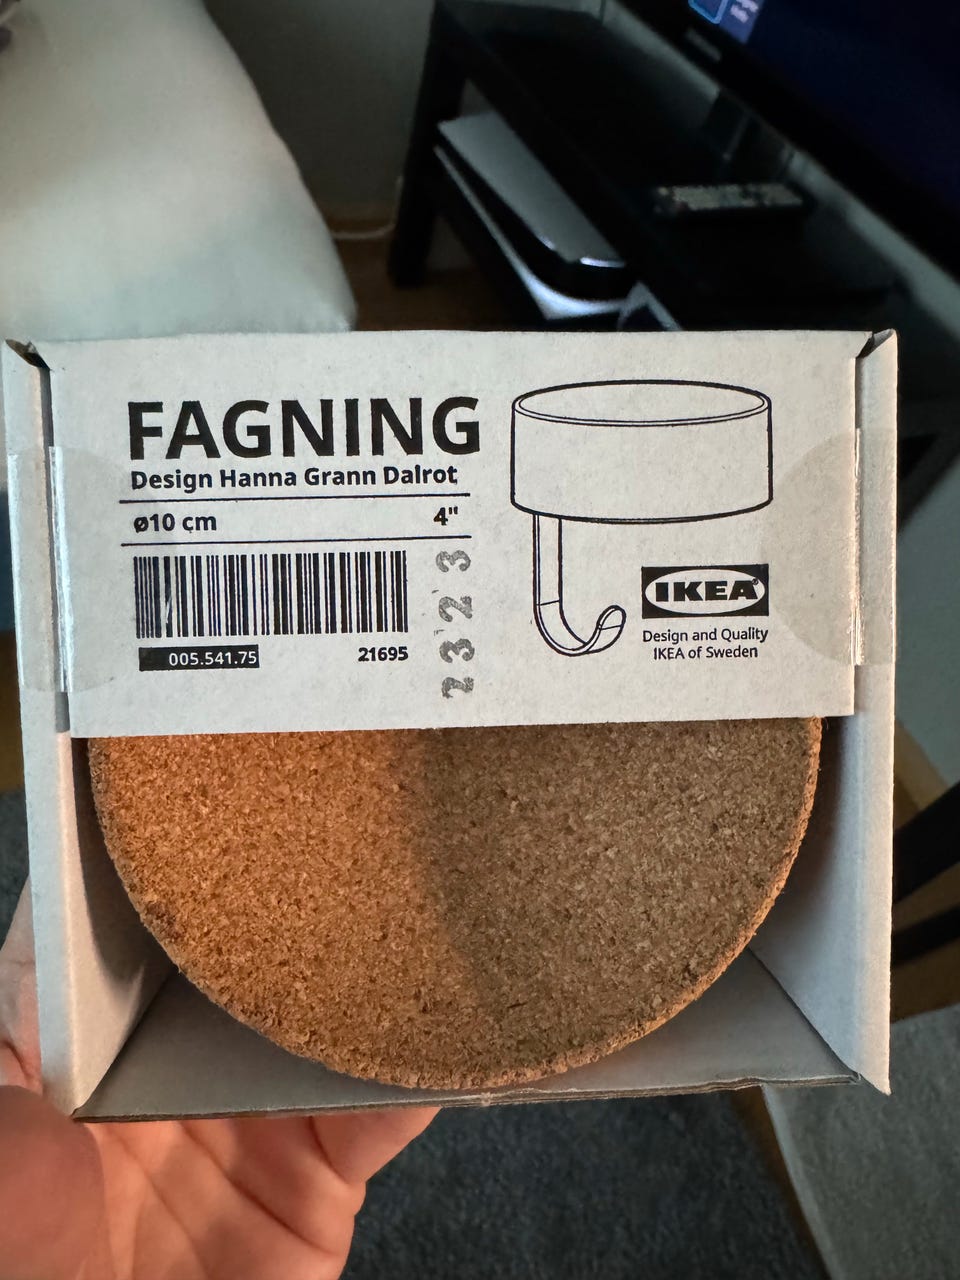 FAGNING
Design Hanna Grann Dalrot
ø10 cm
4"
005.541.75
21695
2323
IKEA®
Design and Quality
IKEA of Sweden